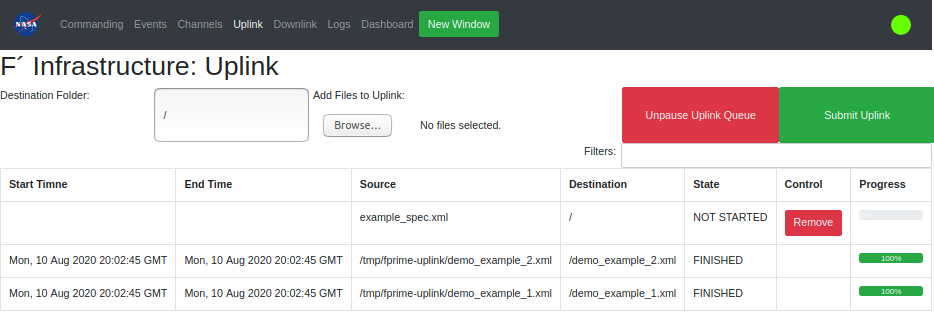 NASA Commanding Events Channels Uplink Downlink Logs Dashboard New Window
F´ Infrastructure: Uplink
Destination Folder: / Add Files to Uplink: Browse... No files selected. Unpause Uplink Queue Submit Uplink
Filters:
Start Timne End Time Source Destination State Control Progress
example_spec.xml / NOT STARTED Remove 0%
Mon, 10 Aug 2020 20:02:45 GMT Mon, 10 Aug 2020 20:02:45 GMT /tmp/fprime-uplink/demo_example_2.xml /demo_example_2.xml FINISHED 100%
Mon, 10 Aug 2020 20:02:45 GMT Mon, 10 Aug 2020 20:02:45 GMT /tmp/fprime-uplink/demo_example_1.xml /demo_example_1.xml FINISHED 100%